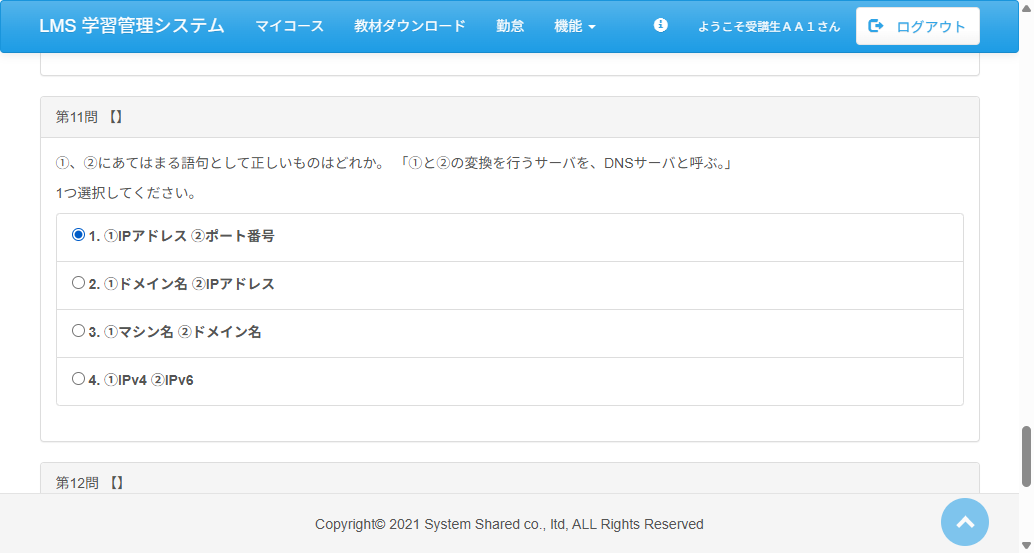 LMS 学習管理システム マイコース 教材ダウンロード 勤怠 機能 ようこそ受講生ＡＡ１さん ログアウト
第11問 【】
①、②にあてはまる語句として正しいものはどれか。 「①と②の変換を行うサーバを、DNSサーバと呼ぶ。」
1つ選択してください。
1. ①IPアドレス ②ポート番号
2. ①ドメイン名 ②IPアドレス
3. ①マシン名 ②ドメイン名
4. ①IPv4 ②IPv6
第12問 【】
Copyright© 2021 System Shared co., ltd, ALL Rights Reserved